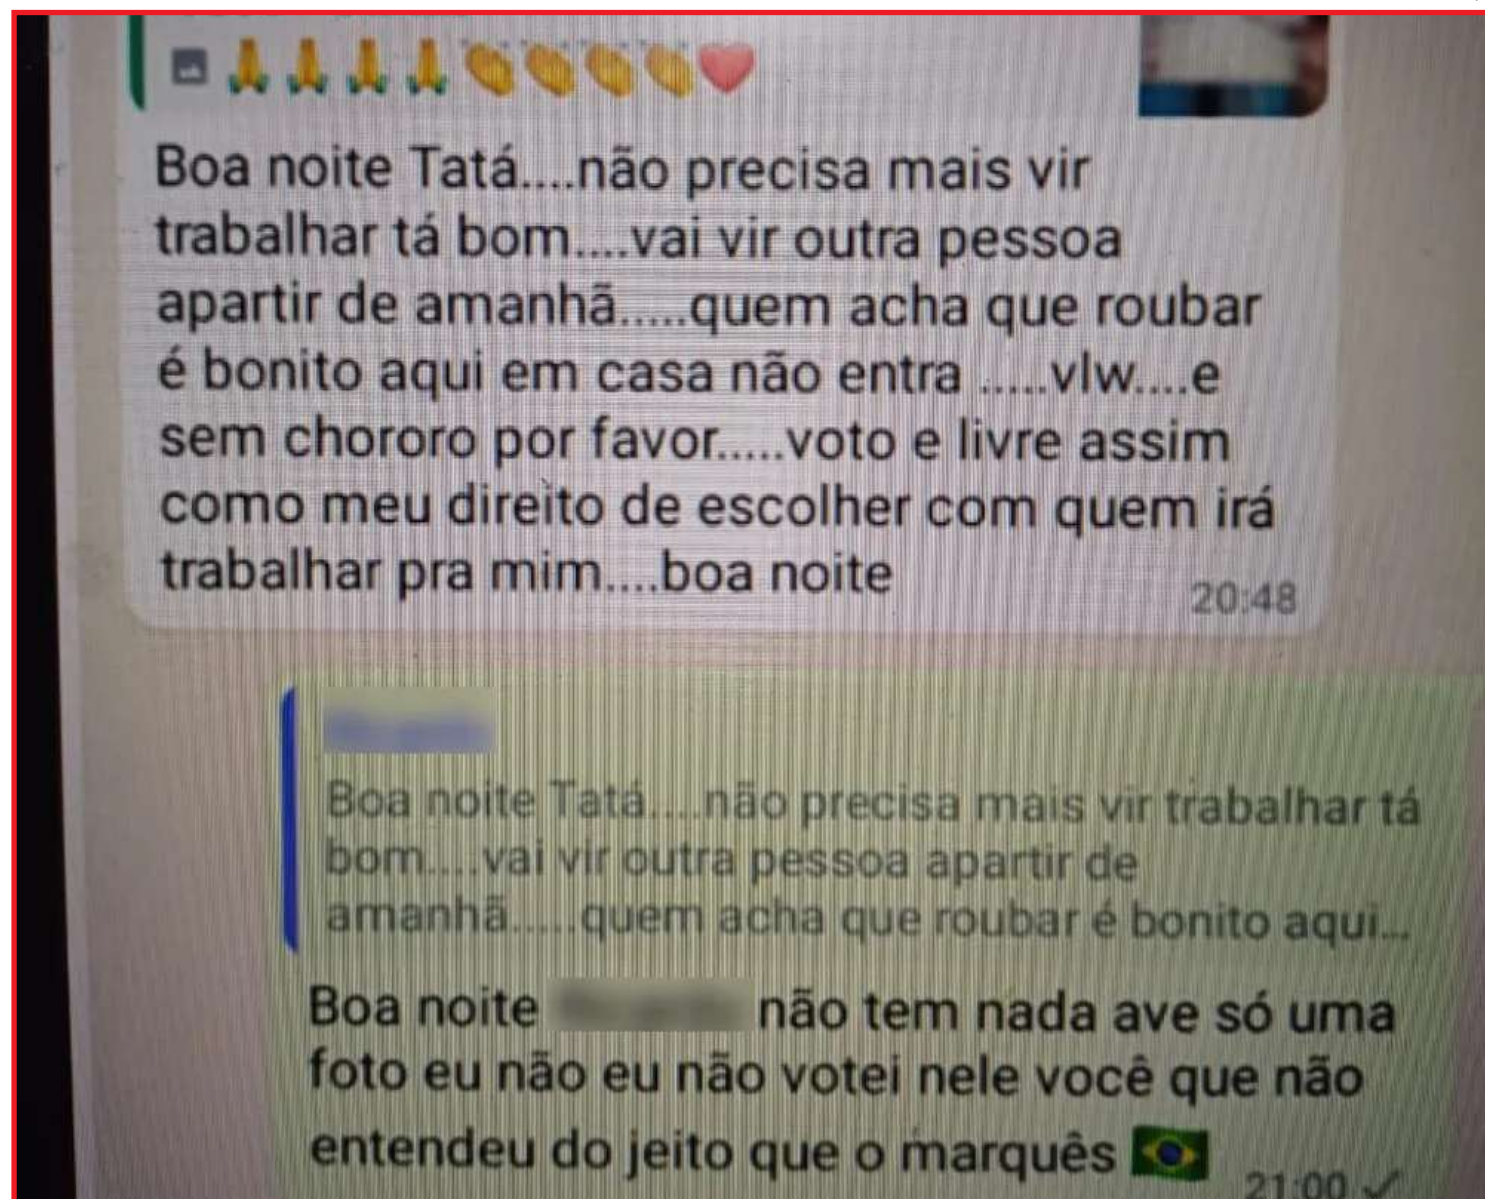 Boa noite Tatá....não precisa mais vir
trabalhar tá bom....vai vir outra pessoa
apartir de amanhã.....quem acha que roubar
é bonito aqui em casa não entra .....vlw....e
sem chororo por favor.....voto e livre assim
como meu direito de escolher com quem irá
trabalhar pra mim....boa noite
20:48
Boa noite Tatá....não precisa mais vir trabalhar tá
bom....vai vir outra pessoa apartir de
amanhã.....quem acha que roubar é bonito aqui...
Boa noite não tem nada ave só uma
foto eu não eu não votei nele você que não
entendeu do jeito que o marquês 🇧🇷
21:00